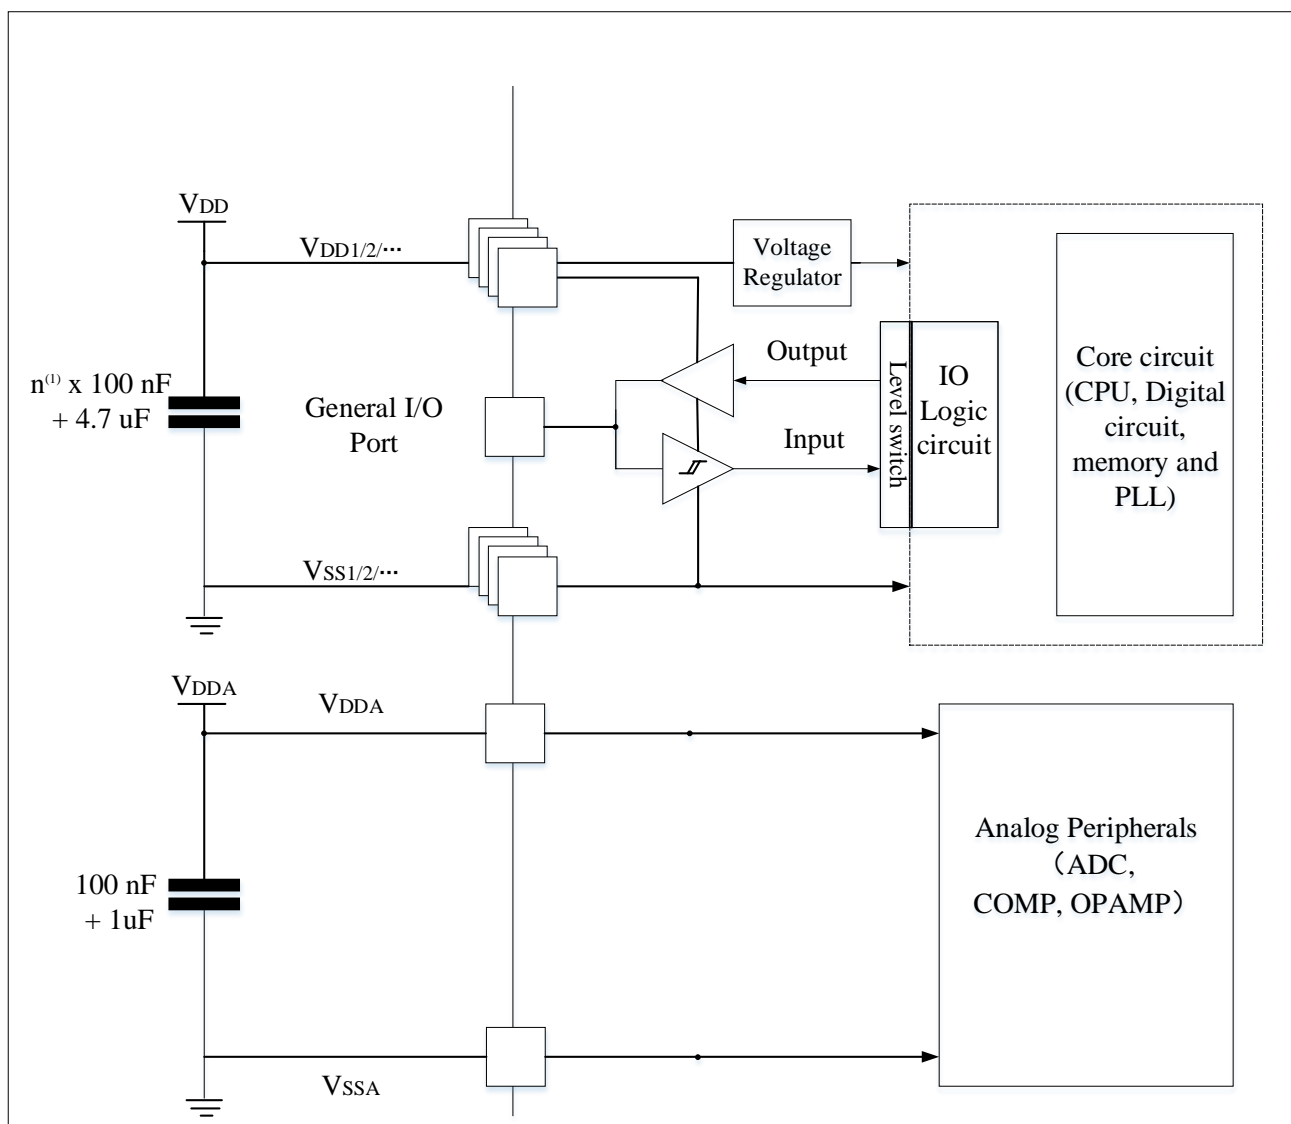 VDD
VDD1/2/···
Voltage
Regulator
n(1) x 100 nF
+ 4.7 uF
General I/O
Port
Output
Input
Level switch
IO
Logic
circuit
Core circuit
(CPU, Digital
circuit,
memory and
PLL)
VSS1/2/···
VDDA
VDDA
100 nF
+ 1uF
Analog Peripherals
（ADC,
COMP, OPAMP）
VSSA